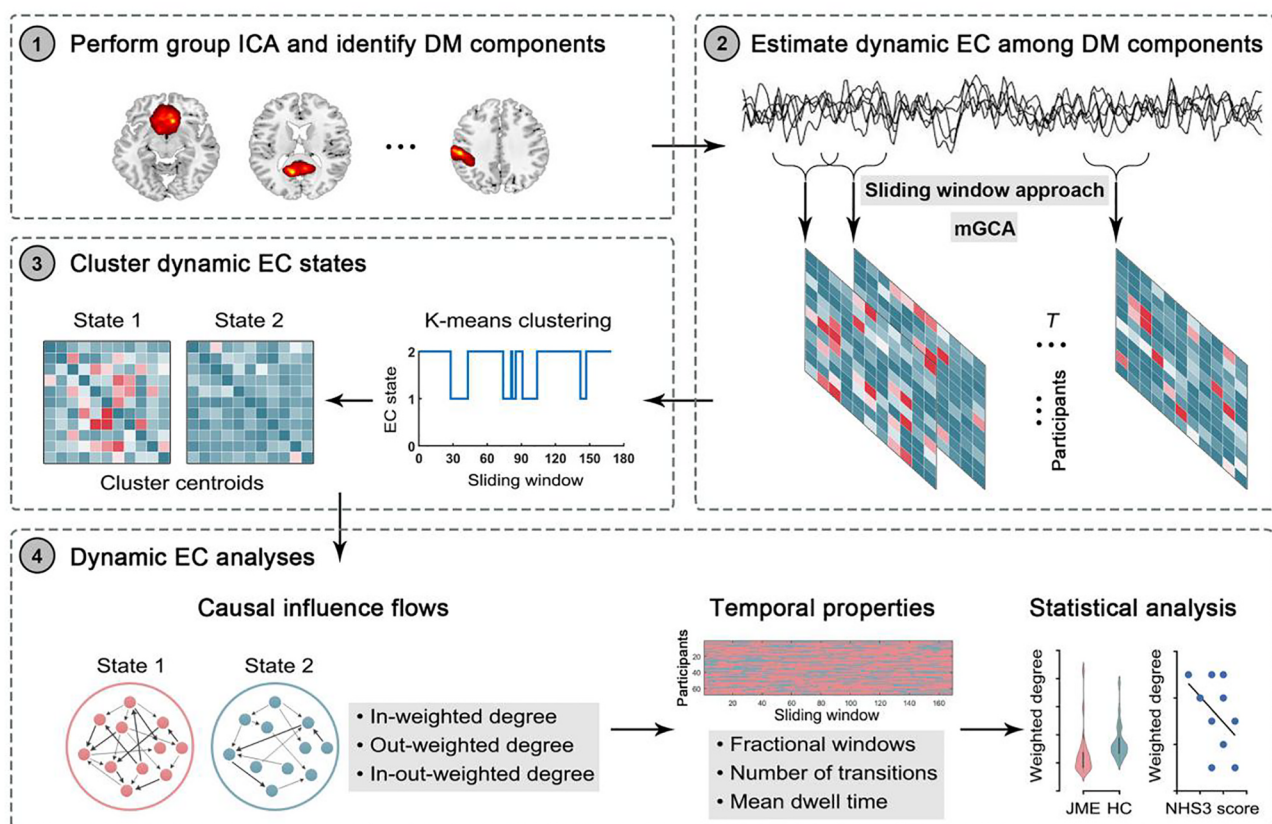 1 Perform group ICA and identify DM components
2 Estimate dynamic EC among DM components
Sliding window approach
mGCA
T
Participants
3 Cluster dynamic EC states
State 1
State 2
Cluster centroids
K-means clustering
EC state
2
1
0
0 30 60 90 120 150 180
Sliding window
4 Dynamic EC analyses
Causal influence flows
State 1
State 2
• In-weighted degree
• Out-weighted degree
• In-out-weighted degree
Temporal properties
Participants
20
40
60
20 40 60 80 100 120 140 160
Sliding window
• Fractional windows
• Number of transitions
• Mean dwell time
Statistical analysis
Weighted degree
JME HC
Weighted degree
NHS3 score